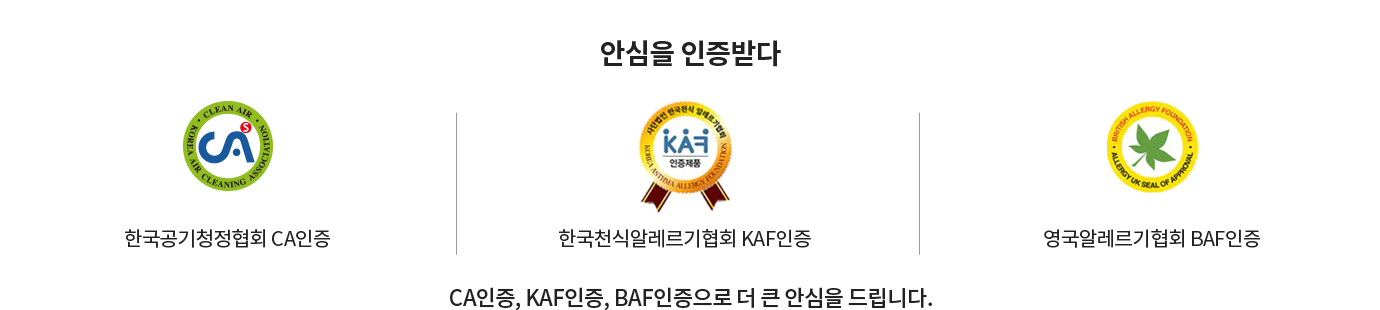 안심을 인증받다
CLEAN AIR
CA
S
KOREA AIR CLEANING ASSOCIATION
사단법인 한국천식 알레르기협회
KAF
인증제품
KOREA ASTHMA ALLERGY FOUNDATION
BRITISH ALLERGY FOUNDATION
ALLERGY UK SEAL OF APPROVAL
한국공기청정협회 CA인증
한국천식알레르기협회 KAF인증
영국알레르기협회 BAF인증
CA인증, KAF인증, BAF인증으로 더 큰 안심을 드립니다.